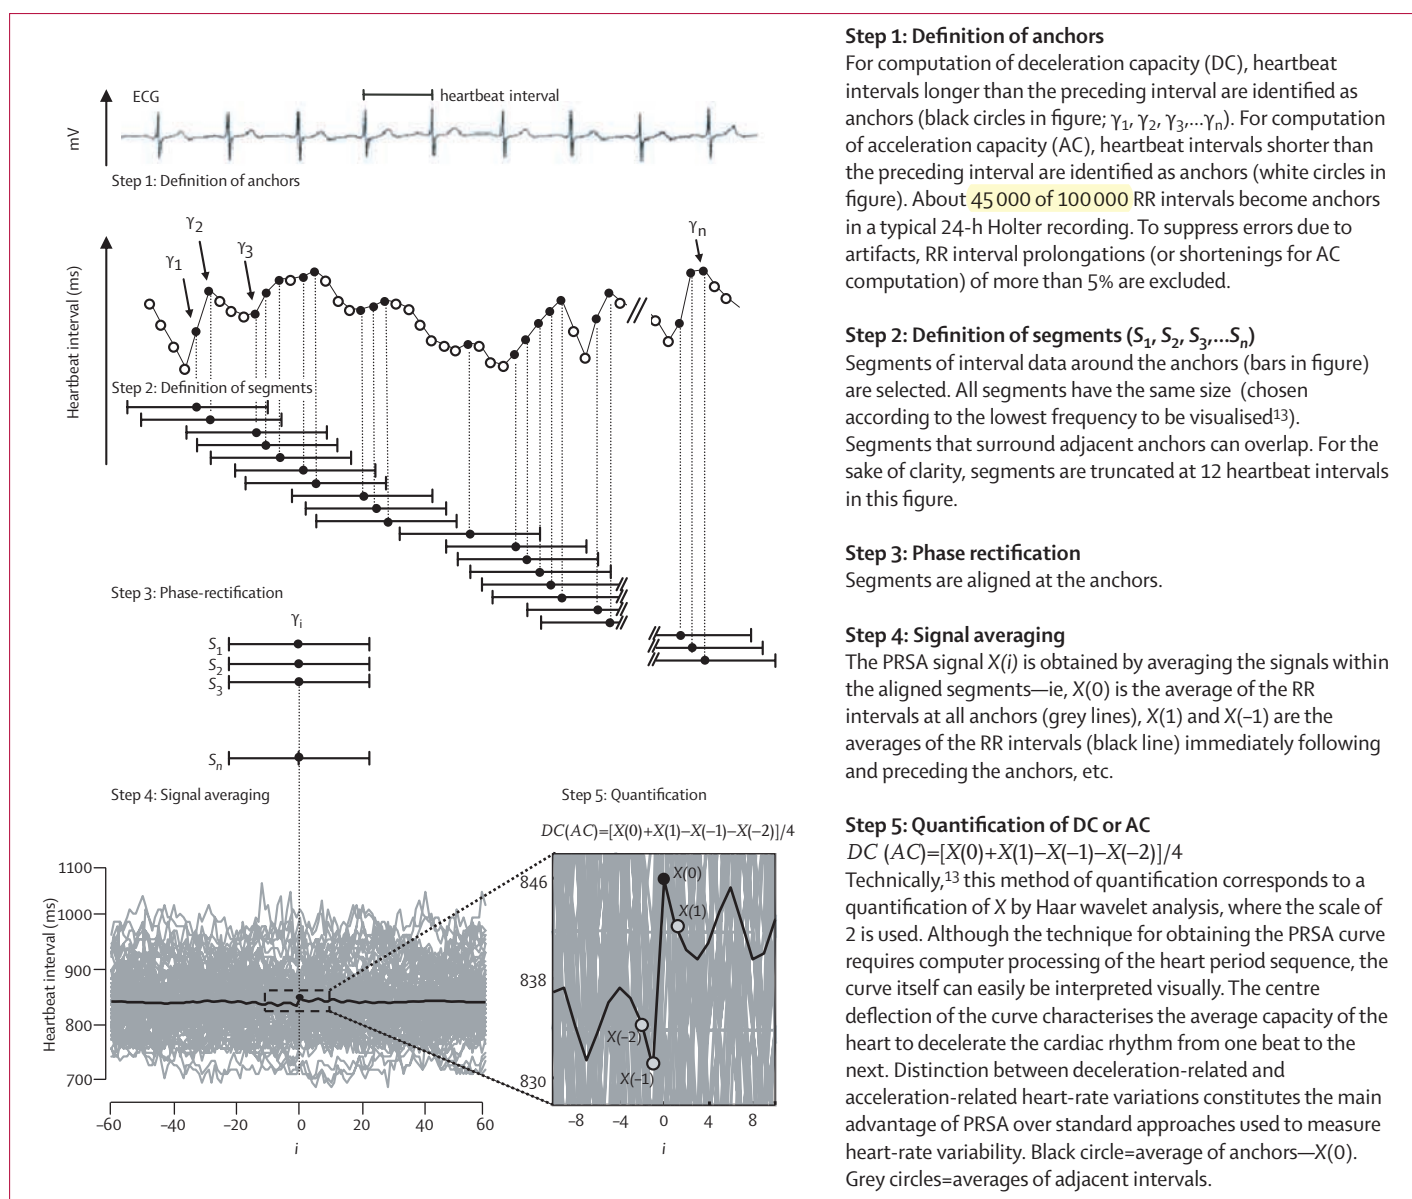 ECG
heartbeat interval
mV
Step 1: Definition of anchors
γ1
γ2
γ3
γn
Heartbeat interval (ms)
Step 2: Definition of segments
Step 3: Phase-rectification
γi
S1
S2
S3
Sn
Step 4: Signal averaging
Step 5: Quantification
DC(AC)=[X(0)+X(1)–X(–1)–X(–2)]/4
1100
1000
900
800
700
Heartbeat interval (ms)
–60 –40 –20 0 20 40 60
i
846
838
830
X(0)
X(1)
X(–2)
X(–1)
–8 –4 0 4 8
i
Step 1: Definition of anchors
For computation of deceleration capacity (DC), heartbeat
intervals longer than the preceding interval are identified as
anchors (black circles in figure; γ1, γ2, γ3,...γn). For computation
of acceleration capacity (AC), heartbeat intervals shorter than
the preceding interval are identified as anchors (white circles in
figure). About 45 000 of 100 000 RR intervals become anchors
in a typical 24-h Holter recording. To suppress errors due to
artifacts, RR interval prolongations (or shortenings for AC
computation) of more than 5% are excluded.
Step 2: Definition of segments (S1, S2, S3,...Sn)
Segments of interval data around the anchors (bars in figure)
are selected. All segments have the same size (chosen
according to the lowest frequency to be visualised13).
Segments that surround adjacent anchors can overlap. For the
sake of clarity, segments are truncated at 12 heartbeat intervals
in this figure.
Step 3: Phase rectification
Segments are aligned at the anchors.
Step 4: Signal averaging
The PRSA signal X(i) is obtained by averaging the signals within
the aligned segments—ie, X(0) is the average of the RR
intervals at all anchors (grey lines), X(1) and X(–1) are the
averages of the RR intervals (black line) immediately following
and preceding the anchors, etc.
Step 5: Quantification of DC or AC
DC (AC)=[X(0)+X(1)–X(–1)–X(–2)]/4
Technically,13 this method of quantification corresponds to a
quantification of X by Haar wavelet analysis, where the scale of
2 is used. Although the technique for obtaining the PRSA curve
requires computer processing of the heart period sequence, the
curve itself can easily be interpreted visually. The centre
deflection of the curve characterises the average capacity of the
heart to decelerate the cardiac rhythm from one beat to the
next. Distinction between deceleration-related and
acceleration-related heart-rate variations constitutes the main
advantage of PRSA over standard approaches used to measure
heart-rate variability. Black circle=average of anchors—X(0).
Grey circles=averages of adjacent intervals.